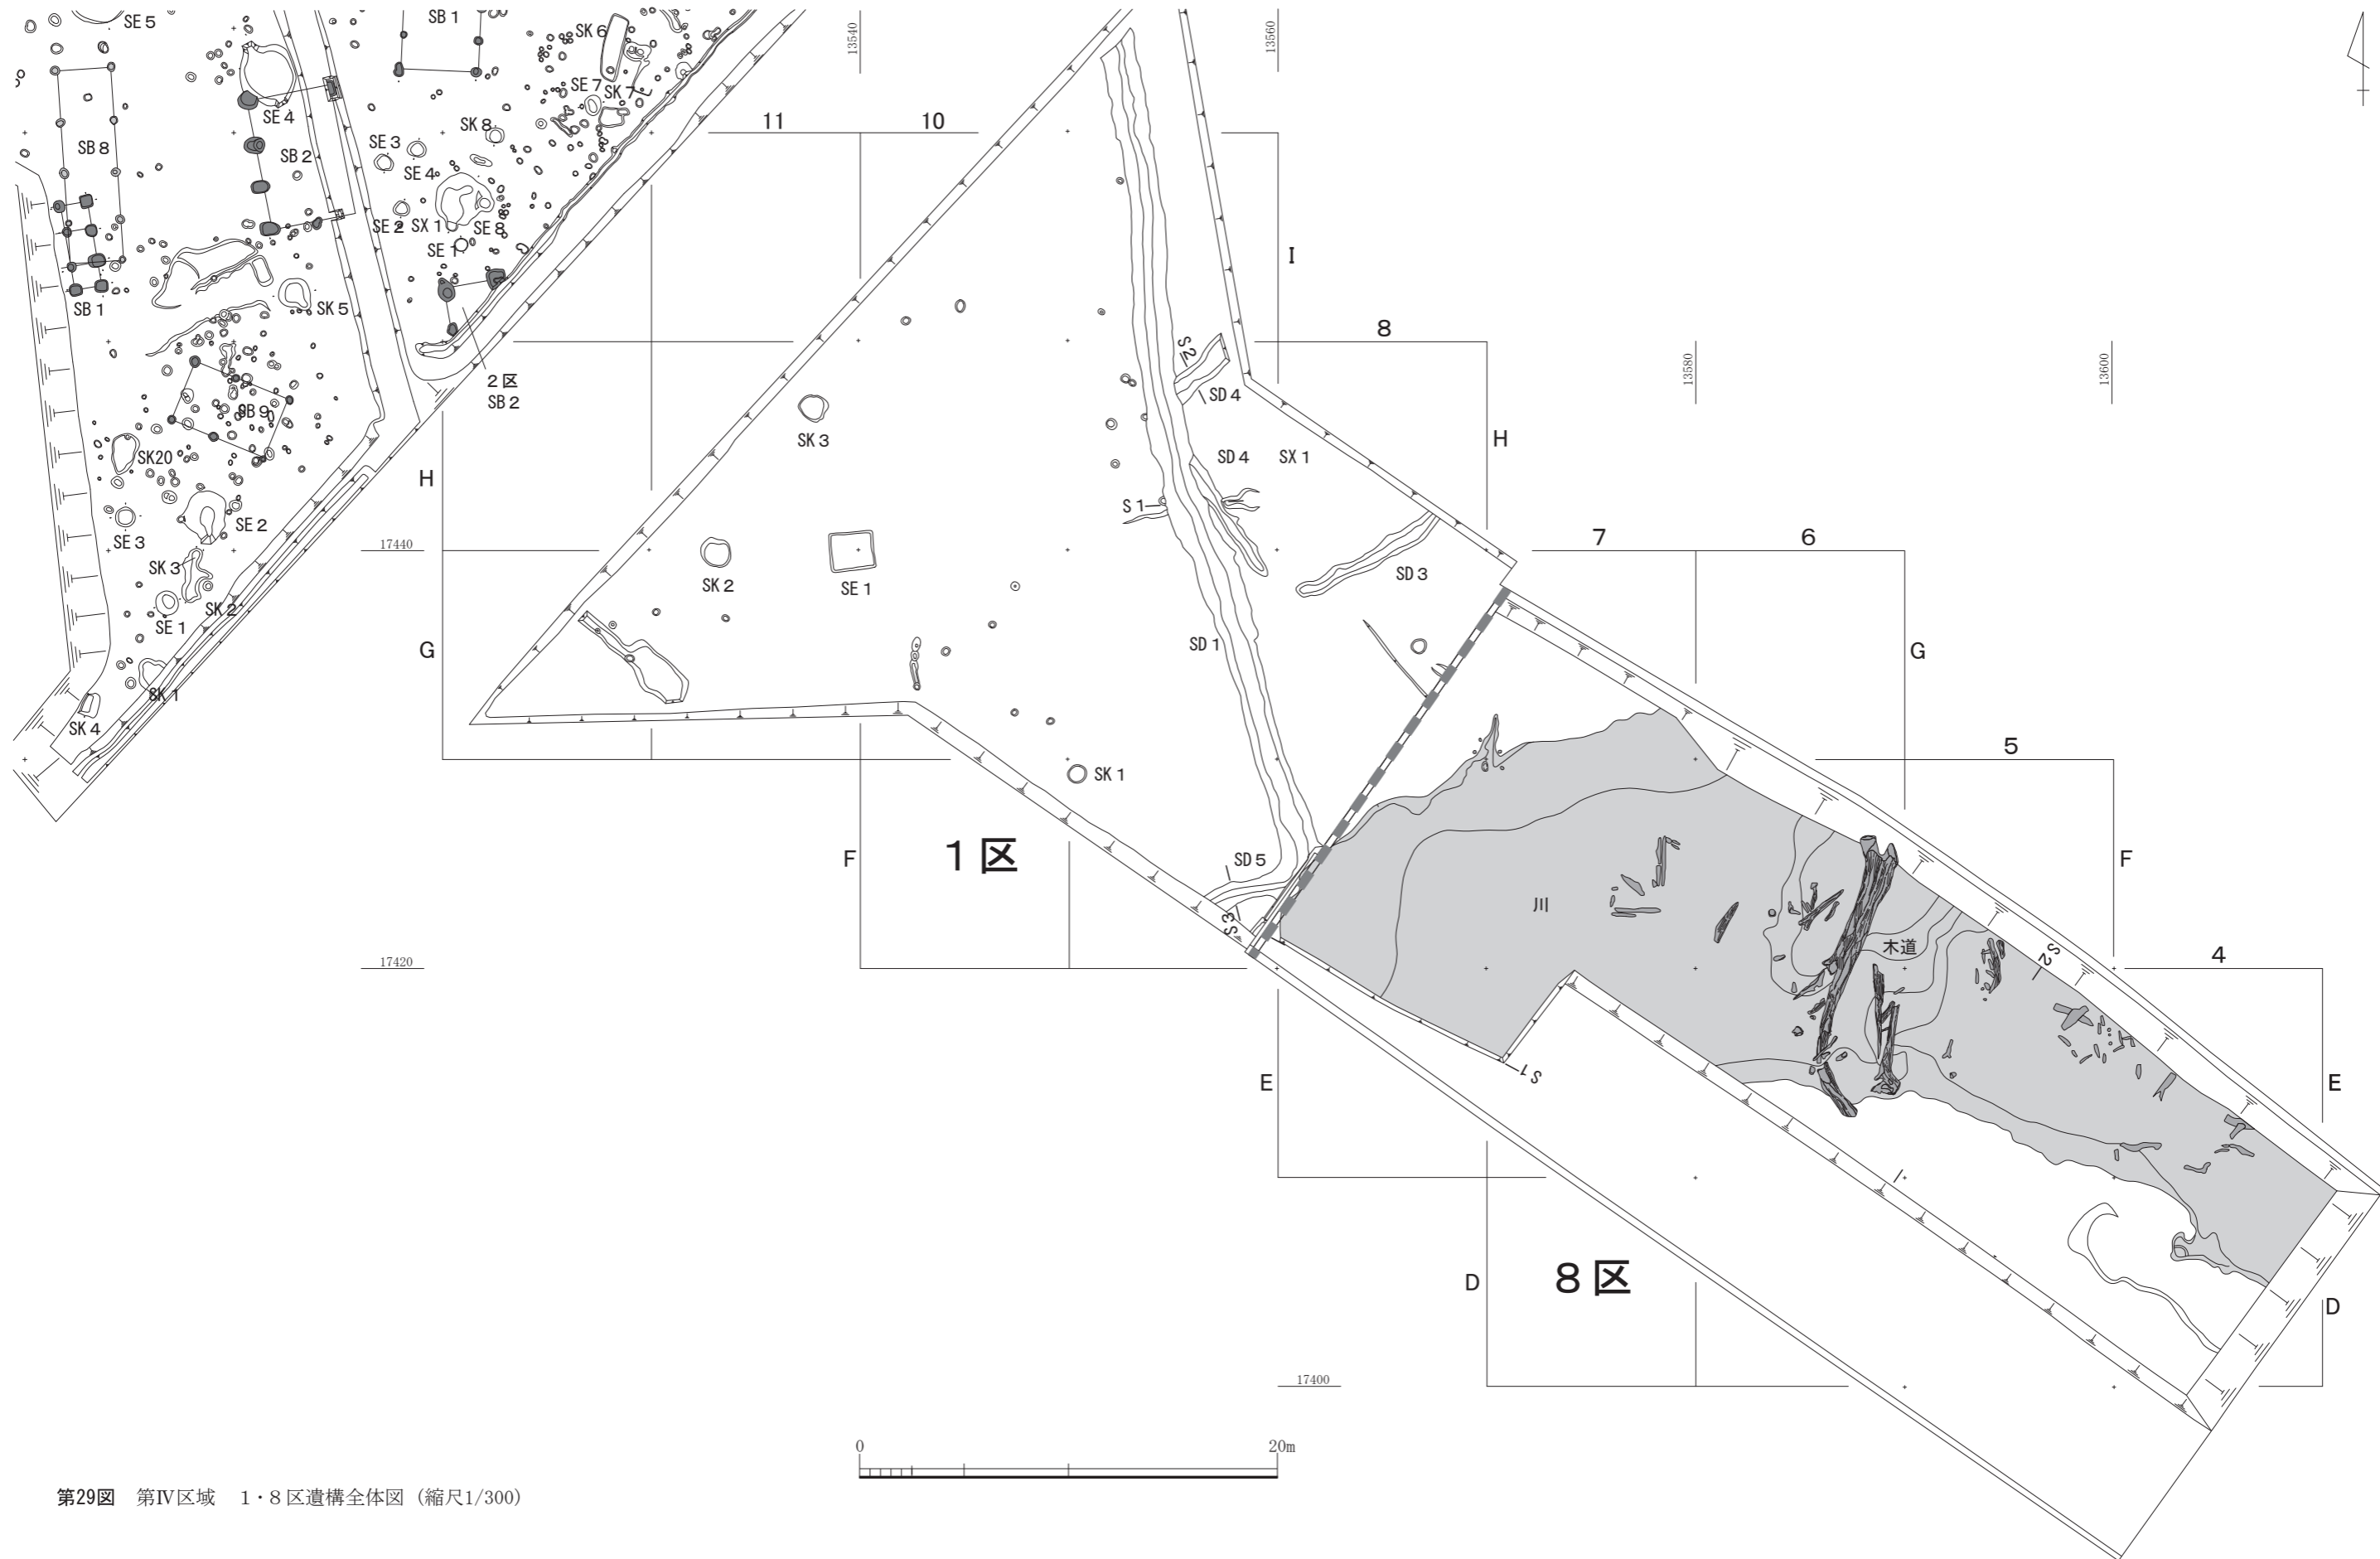 SE 5
SB 1
SK 6
13540
13560
SE 4
SE 7
SK 7
11
10
SB 8
SB 2
SE 3
SK 8
SE 4
SE 2
SX 1
SE 8
SE 1
I
SB 1
SK 5
S 2
8
13580
13600
2区
SB 2
SD 4
SB 9
SK 3
H
SK20
H
SD 4
SX 1
SE 2
S 1
SE 3
17440
7
6
SK 3
SK 2
SE 1
SD 3
SK 2
SE 1
G
SD 1
G
SK 1
SK 4
5
SK 1
1区
F
SD 5
F
川
S3
木道
S 2
17420
4
E
S1
E
8区
D
D
17400
0
20m
第29図 第Ⅳ区域 1・8区遺構全体図（縮尺1/300）